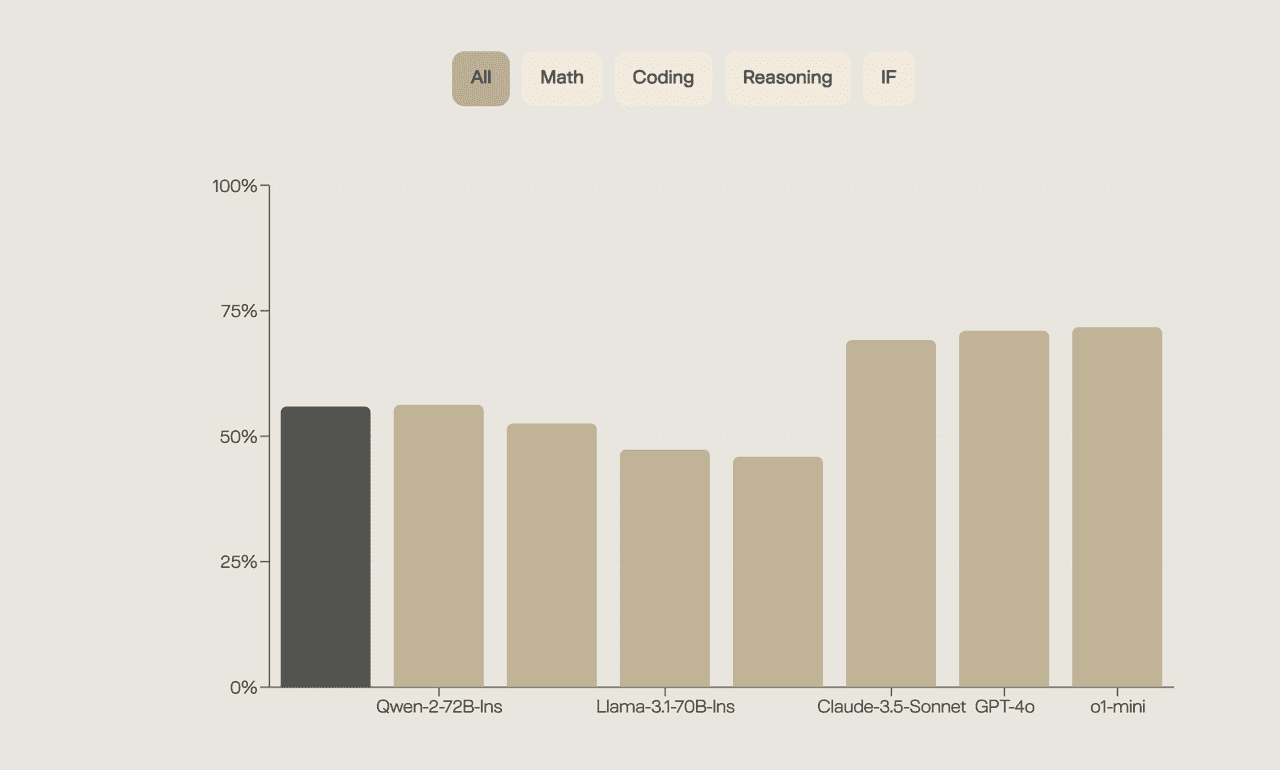 All Math Coding Reasoning IF
100%
75%
50%
25%
0%
Qwen-2-72B-Ins Llama-3.1-70B-Ins Claude-3.5-Sonnet GPT-4o o1-mini